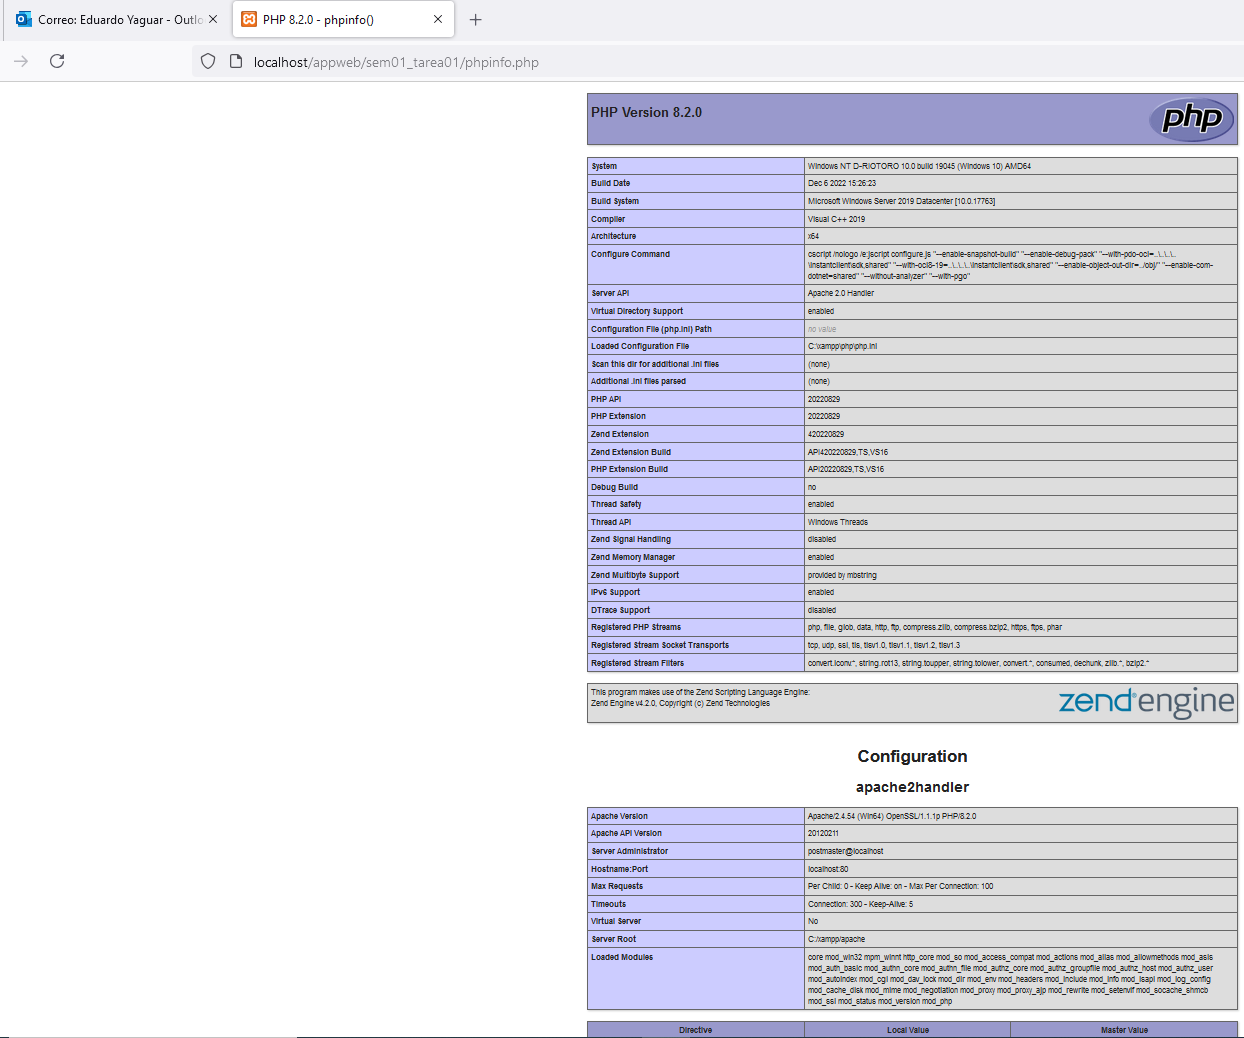 Correo: Eduardo Yaguar - Outlo
PHP 8.2.0 - phpinfo()
localhost/appweb/sem01_tarea01/phpinfo.php
PHP Version 8.2.0
php
System Windows NT D-RIOTORO 10.0 build 19045 (Windows 10) AMD64
Build Date Dec 6 2022 15:26:23
Build System Microsoft Windows Server 2019 Datacenter [10.0.17763]
Compiler Visual C++ 2019
Architecture x64
Configure Command cscript /nologo /e:jscript configure.js "--enable-snapshot-build" "--enable-debug-pack" "--with-pdo-oci=..\..\..\..
\instantclient\sdk,shared" "--with-oci8-19=..\..\..\..\instantclient\sdk,shared" "--enable-object-out-dir=../obj/" "--enable-com-
dotnet=shared" "--without-analyzer" "--with-pgo"
Server API Apache 2.0 Handler
Virtual Directory Support enabled
Configuration File (php.ini) Path no value
Loaded Configuration File C:\xampp\php\php.ini
Scan this dir for additional .ini files (none)
Additional .ini files parsed (none)
PHP API 20220829
PHP Extension 20220829
Zend Extension 420220829
Zend Extension Build API420220829,TS,VS16
PHP Extension Build API20220829,TS,VS16
Debug Build no
Thread Safety enabled
Thread API Windows Threads
Zend Signal Handling disabled
Zend Memory Manager enabled
Zend Multibyte Support provided by mbstring
IPv6 Support enabled
DTrace Support disabled
Registered PHP Streams php, file, glob, data, http, ftp, compress.zlib, compress.bzip2, https, ftps, phar
Registered Stream Socket Transports tcp, udp, ssl, tls, tlsv1.0, tlsv1.1, tlsv1.2, tlsv1.3
Registered Stream Filters convert.iconv.*, string.rot13, string.toupper, string.tolower, convert.*, consumed, dechunk, zlib.*, bzip2.*
This program makes use of the Zend Scripting Language Engine:
Zend Engine v4.2.0, Copyright (c) Zend Technologies
zend engine
Configuration
apache2handler
Apache Version Apache/2.4.54 (Win64) OpenSSL/1.1.1p PHP/8.2.0
Apache API Version 20120211
Server Administrator postmaster@localhost
Hostname:Port localhost:80
Max Requests Per Child: 0 - Keep Alive: on - Max Per Connection: 100
Timeouts Connection: 300 - Keep-Alive: 5
Virtual Server No
Server Root C:/xampp/apache
Loaded Modules core mod_win32 mpm_winnt http_core mod_so mod_access_compat mod_actions mod_alias mod_allowmethods mod_asis
mod_auth_basic mod_authn_core mod_authn_file mod_authz_core mod_authz_groupfile mod_authz_host mod_authz_user
mod_autoindex mod_cgi mod_dav_lock mod_dir mod_env mod_headers mod_include mod_info mod_isapi mod_log_config
mod_cache_disk mod_mime mod_negotiation mod_proxy mod_proxy_ajp mod_rewrite mod_setenvif mod_socache_shmcb
mod_ssl mod_status mod_version mod_php
Directive Local Value Master Value